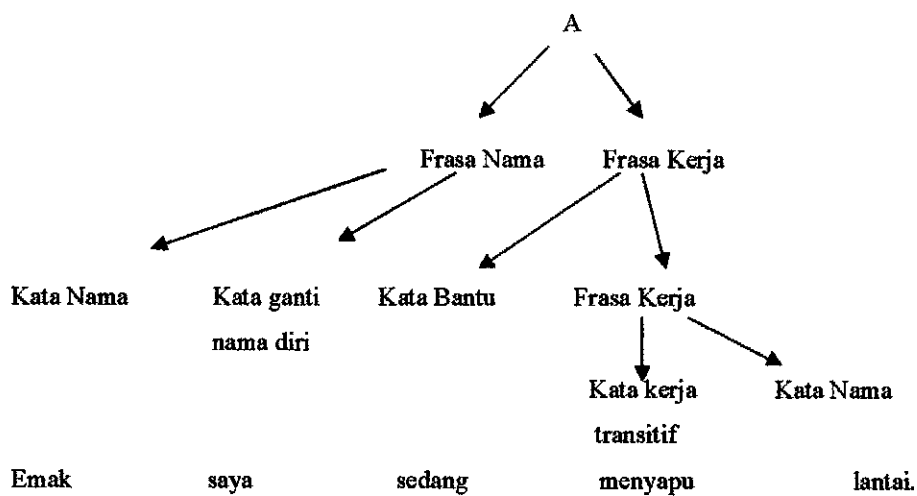 A
Frasa Nama Frasa Kerja
Kata Nama Kata ganti nama diri Kata Bantu Frasa Kerja
Kata kerja transitif Kata Nama
Emak saya sedang menyapu lantai.